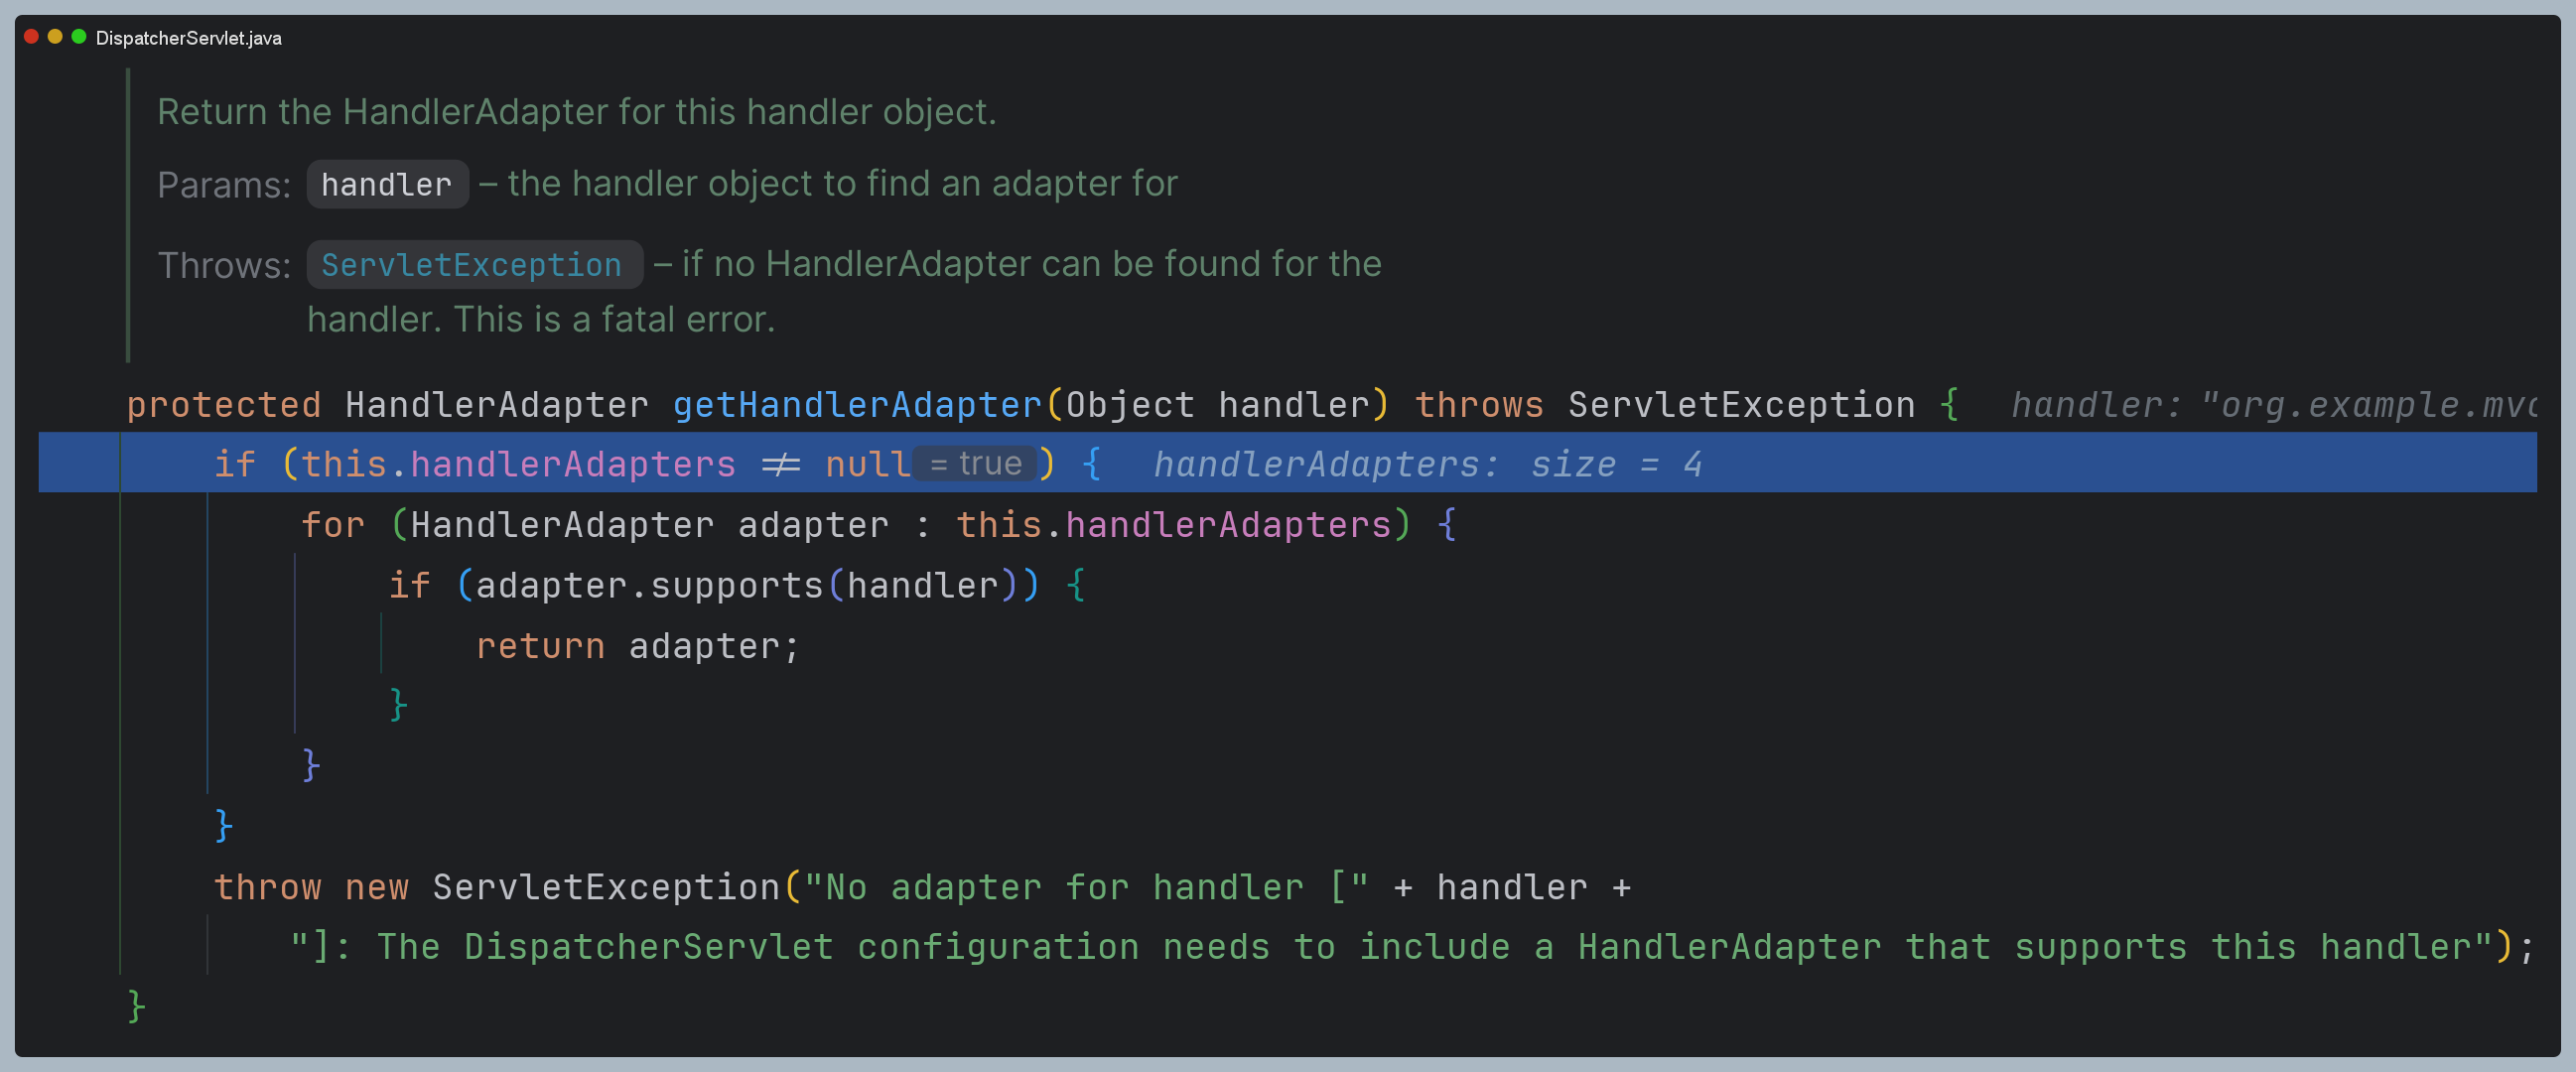 DispatcherServlet.java
Return the HandlerAdapter for this handler object.
Params: handler – the handler object to find an adapter for
Throws: ServletException – if no HandlerAdapter can be found for the
handler. This is a fatal error.
protected HandlerAdapter getHandlerAdapter(Object handler) throws ServletException { handler: "org.example.mvc
if (this.handlerAdapters ≠ null = true ) { handlerAdapters: size = 4
for (HandlerAdapter adapter : this.handlerAdapters) {
if (adapter.supports(handler)) {
return adapter;
}
}
}
throw new ServletException("No adapter for handler [" + handler +
"]: The DispatcherServlet configuration needs to include a HandlerAdapter that supports this handler");
}